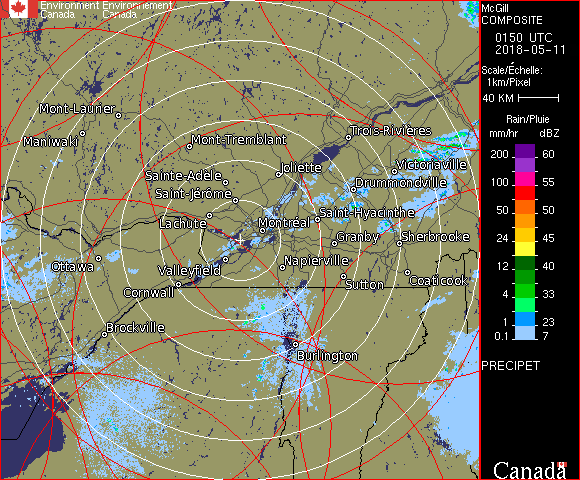 Environment Environnement
Canada Canada
Mont-Laurier
Trois-Rivières
Maniwaki
Mont-Tremblant
Victoriaville
Joliette
Sainte-Adèle
Drummondville
Saint-Jérôme
Saint-Hyacinthe
Lachute
Montréal
Granby
Sherbrooke
Ottawa
Valleyfield
Napierville
Cornwall
Sutton
Coaticook
Brockville
Burlington
McGill
COMPOSITE
0150 UTC
2018-05-11
Scale/Échelle:
1km/Pixel
40 KM
Rain/Pluie
mm/hr dBZ
200 60
150 57
100 55
50 50
24 45
12 40
4 33
1 23
0.1 7
PRECIPET
Canada